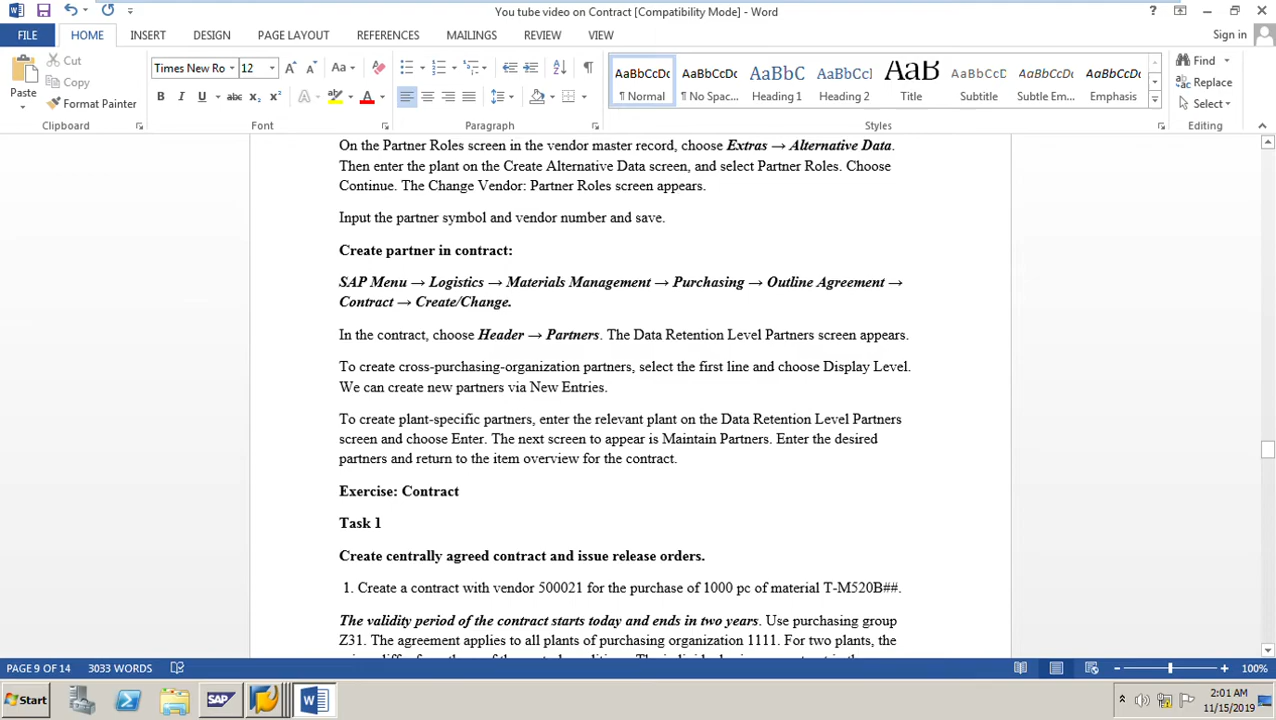 You tube video on Contract [Compatibility Mode] - Word
FILE HOME INSERT DESIGN PAGE LAYOUT REFERENCES MAILINGS REVIEW VIEW Sign in
Paste Cut Copy Format Painter
Times New Ro 12
AaBbCcDc AaBbCcDc AaBbC AaBbCc AaB AaBbCcD AaBbCcDc AaBbCcDc
¶ Normal ¶ No Spac... Heading 1 Heading 2 Title Subtitle Subtle Em... Emphasis
Find Replace Select
Clipboard Font Paragraph Styles Editing
On the Partner Roles screen in the vendor master record, choose Extras → Alternative Data.
Then enter the plant on the Create Alternative Data screen, and select Partner Roles. Choose
Continue. The Change Vendor: Partner Roles screen appears.
Input the partner symbol and vendor number and save.
Create partner in contract:
SAP Menu → Logistics → Materials Management → Purchasing → Outline Agreement →
Contract → Create/Change.
In the contract, choose Header → Partners. The Data Retention Level Partners screen appears.
To create cross-purchasing-organization partners, select the first line and choose Display Level.
We can create new partners via New Entries.
To create plant-specific partners, enter the relevant plant on the Data Retention Level Partners
screen and choose Enter. The next screen to appear is Maintain Partners. Enter the desired
partners and return to the item overview for the contract.
Exercise: Contract
Task 1
Create centrally agreed contract and issue release orders.
1. Create a contract with vendor 500021 for the purchase of 1000 pc of material T-M520B##.
The validity period of the contract starts today and ends in two years. Use purchasing group
Z31. The agreement applies to all plants of purchasing organization 1111. For two plants, the
PAGE 9 OF 14 3033 WORDS 100%
Start SAP 2:01 AM
11/15/2019